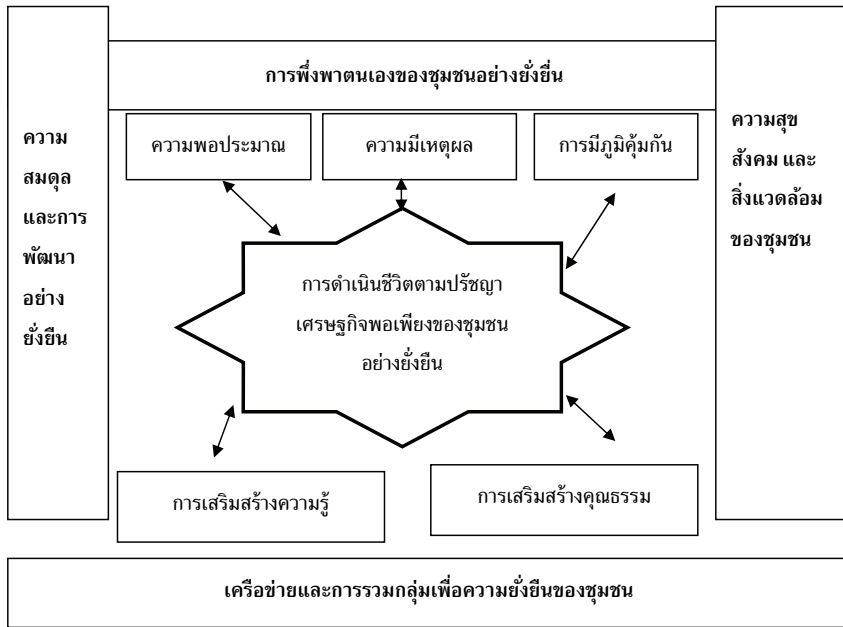 การพึ่งพาตนเองของชุมชนอย่างยั่งยื่น
ความ
สมดุล
และการ
พัฒนา
อย่าง
ยั่งยืน
ความพอประมาณ
ความมีเหตุผล
การมีภูมิคุ้มกัน
ความสุข
สังคม และ
สิ่งแวดล้อม
ของชุมชน
การดำเนินชีวิตตามปรัชญา
เศรษฐกิจพอเพียงของชุมชน
อย่างยั่งยืน
การเสริมสร้างความรู้
การเสริมสร้างคุณธรรม
เครือข่ายและการรวมกลุ่มเพื่อความยั่งยืนของชุมชน